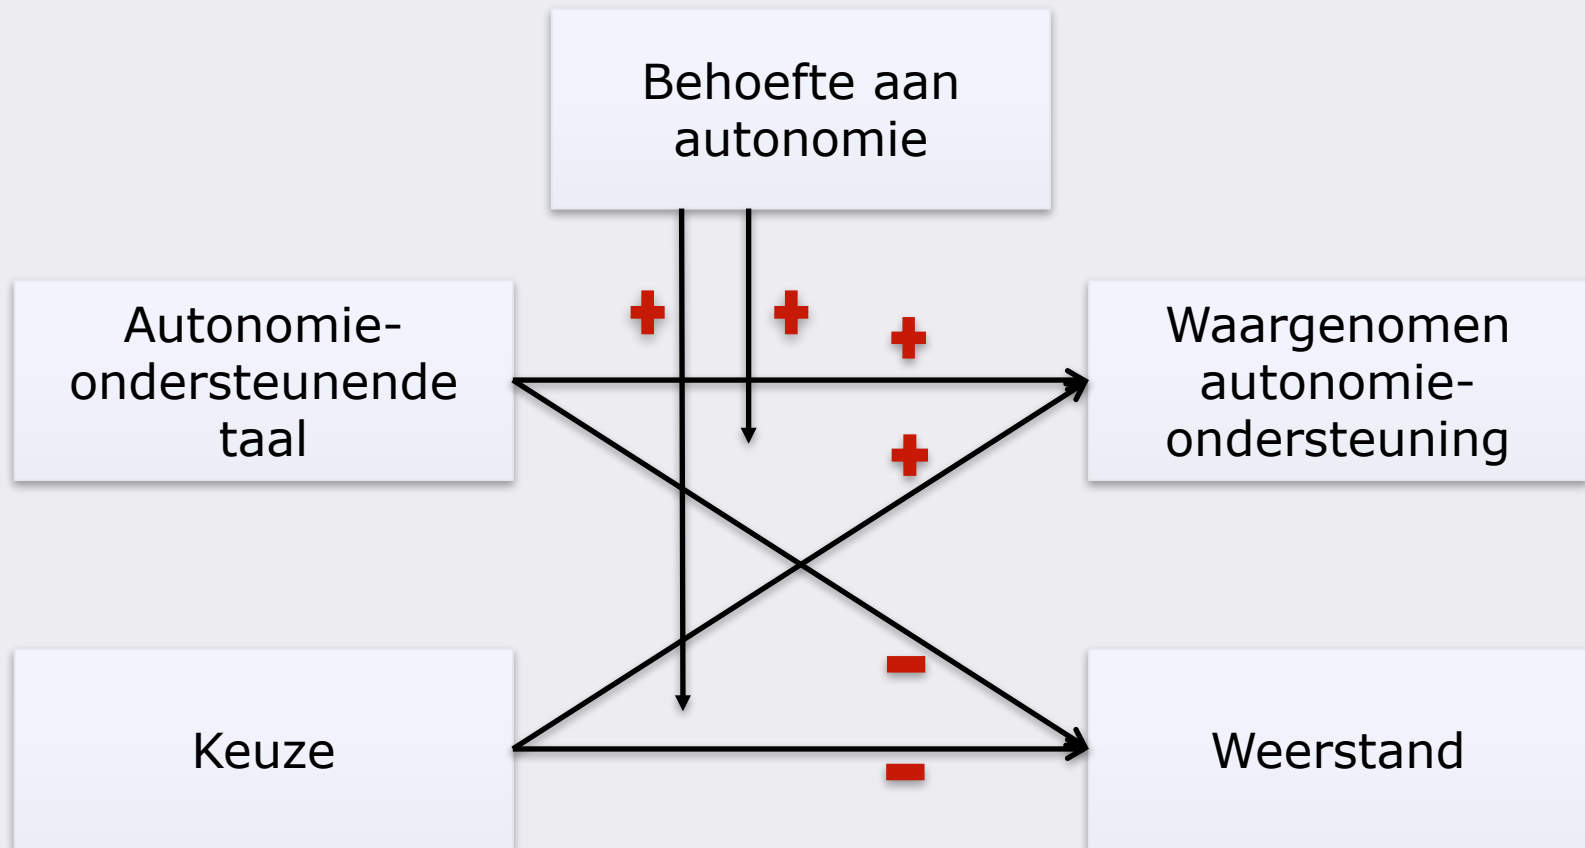 Behoefte aan
autonomie
Autonomie-
ondersteunende
taal
+
+
+
Waargenomen
autonomie-
ondersteuning
+
-
Keuze
Weerstand
-